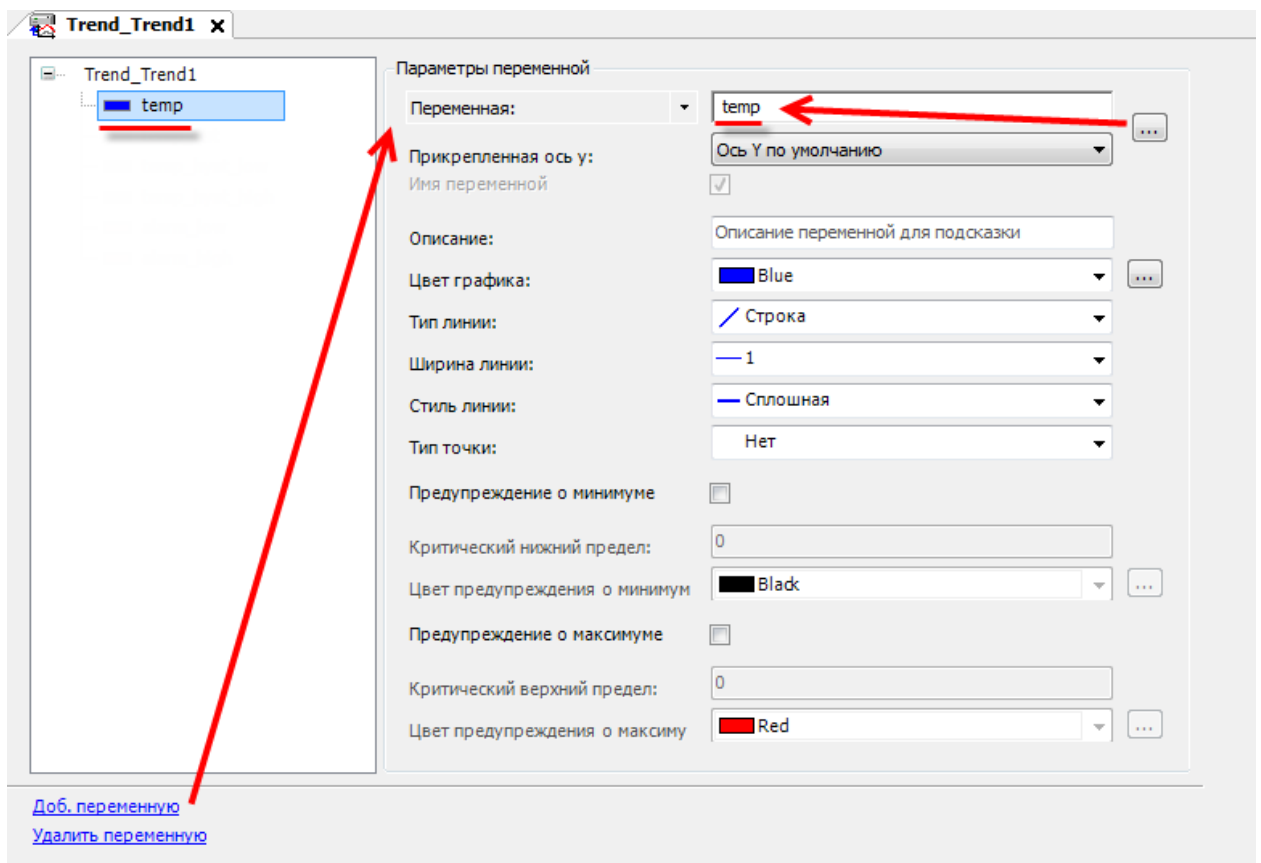 Trend_Trend1 x
Trend_Trend1
temp
Параметры переменной
Переменная: temp ...
Прикрепленная ось y: Ось Y по умолчанию
Имя переменной
Описание: Описание переменной для подсказки
Цвет графика: Blue ...
Тип линии: Строка
Ширина линии: 1
Стиль линии: Сплошная
Тип точки: Нет
Предупреждение о минимуме
Критический нижний предел: 0
Цвет предупреждения о минимум Black ...
Предупреждение о максимуме
Критический верхний предел: 0
Цвет предупреждения о максиму Red ...
Доб. переменную
Удалить переменную